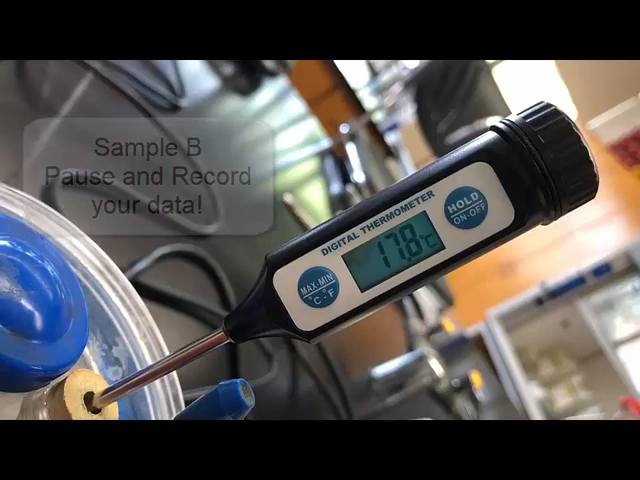 Sample B
Pause and Record
your data!
DIGITAL THERMOMETER
17.8°C
HOLD
ON-OFF
MAX-MIN
°C - °F